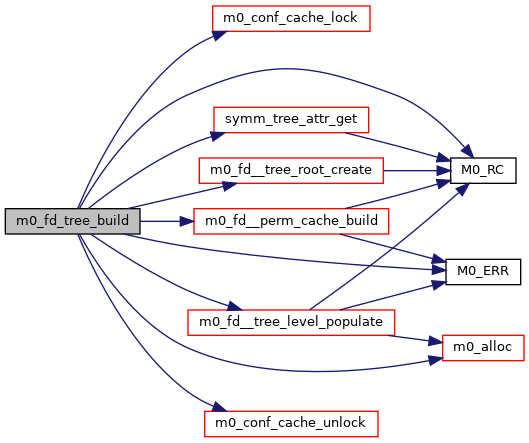 m0_conf_cache_lock
symm_tree_attr_get
m0_fd__tree_root_create
M0_RC
m0_fd_tree_build
m0_fd__perm_cache_build
M0_ERR
m0_fd__tree_level_populate
m0_alloc
m0_conf_cache_unlock